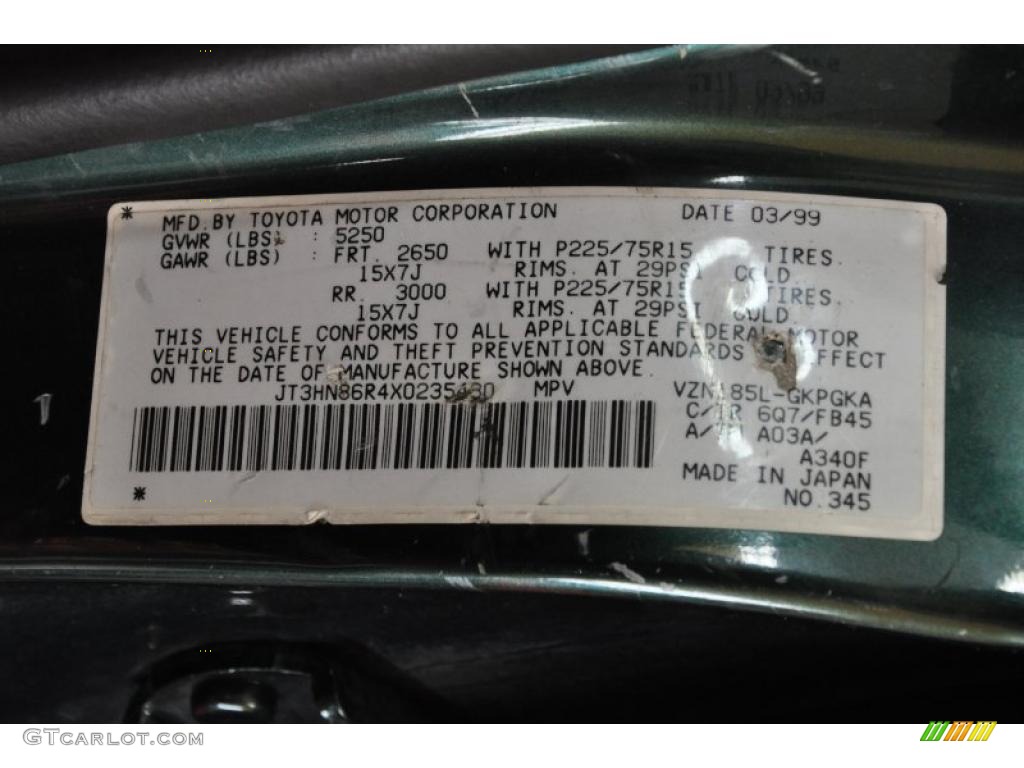 * MFD.BY TOYOTA MOTOR CORPORATION DATE 03/99
GVWR (LBS) : 5250
GAWR (LBS) : FRT. 2650 WITH P225/75R15 TIRES.
15X7J RIMS. AT 29PSI COLD.
RR. 3000 WITH P225/75R15 TIRES.
15X7J RIMS. AT 29PSI COLD.
THIS VEHICLE CONFORMS TO ALL APPLICABLE FEDERAL MOTOR
VEHICLE SAFETY AND THEFT PREVENTION STANDARDS EFFECT
ON THE DATE OF MANUFACTURE SHOWN ABOVE.
MPV VZN185L-GKPGKA
C/TR 6Q7/FB45
A03A/
A340F
MADE IN JAPAN
* NO.345
GTCarLot.com